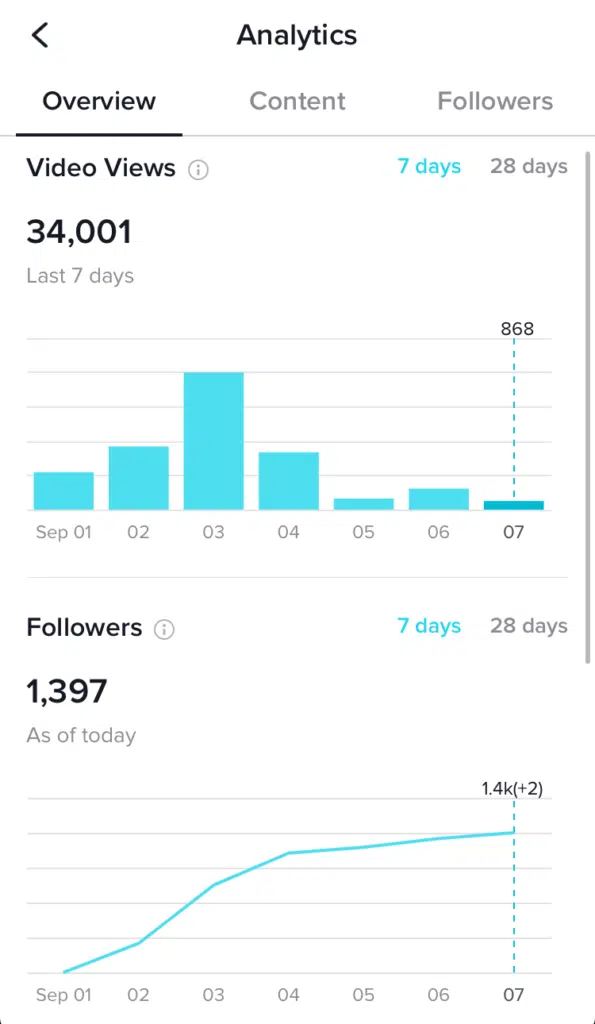 Analytics
Overview Content Followers
Video Views 7 days 28 days
34,001
Last 7 days
868
Sep 01 02 03 04 05 06 07
Followers 7 days 28 days
1,397
As of today
1.4k(+2)
Sep 01 02 03 04 05 06 07